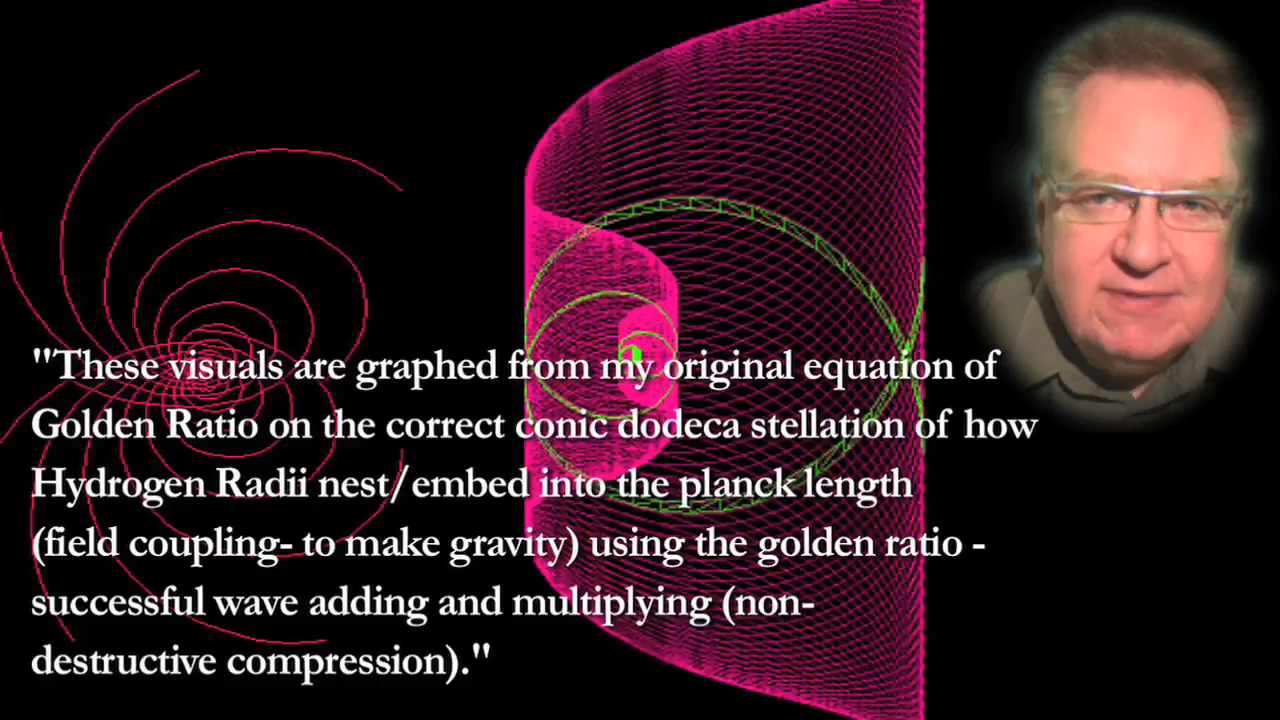 "These visuals are graphed from my original equation of
Golden Ratio on the correct conic dodeca stellation of how
Hydrogen Radii nest/embed into the planck length
(field coupling- to make gravity) using the golden ratio -
successful wave adding and multiplying (non-
destructive compression)."